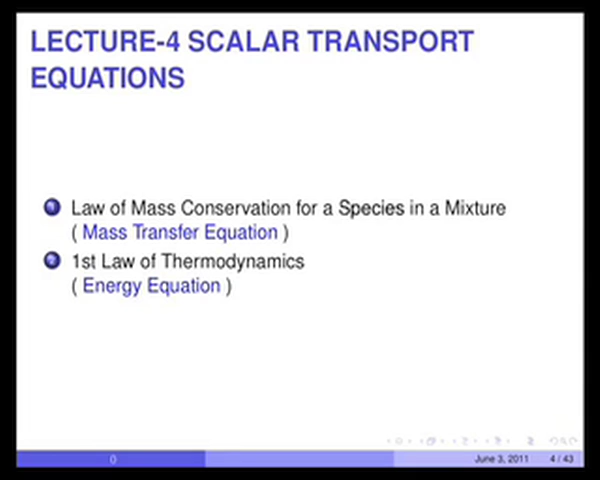 LECTURE-4 SCALAR TRANSPORT
EQUATIONS
1 Law of Mass Conservation for a Species in a Mixture
( Mass Transfer Equation )
2 1st Law of Thermodynamics
( Energy Equation )
() June 3, 2011 4 / 43